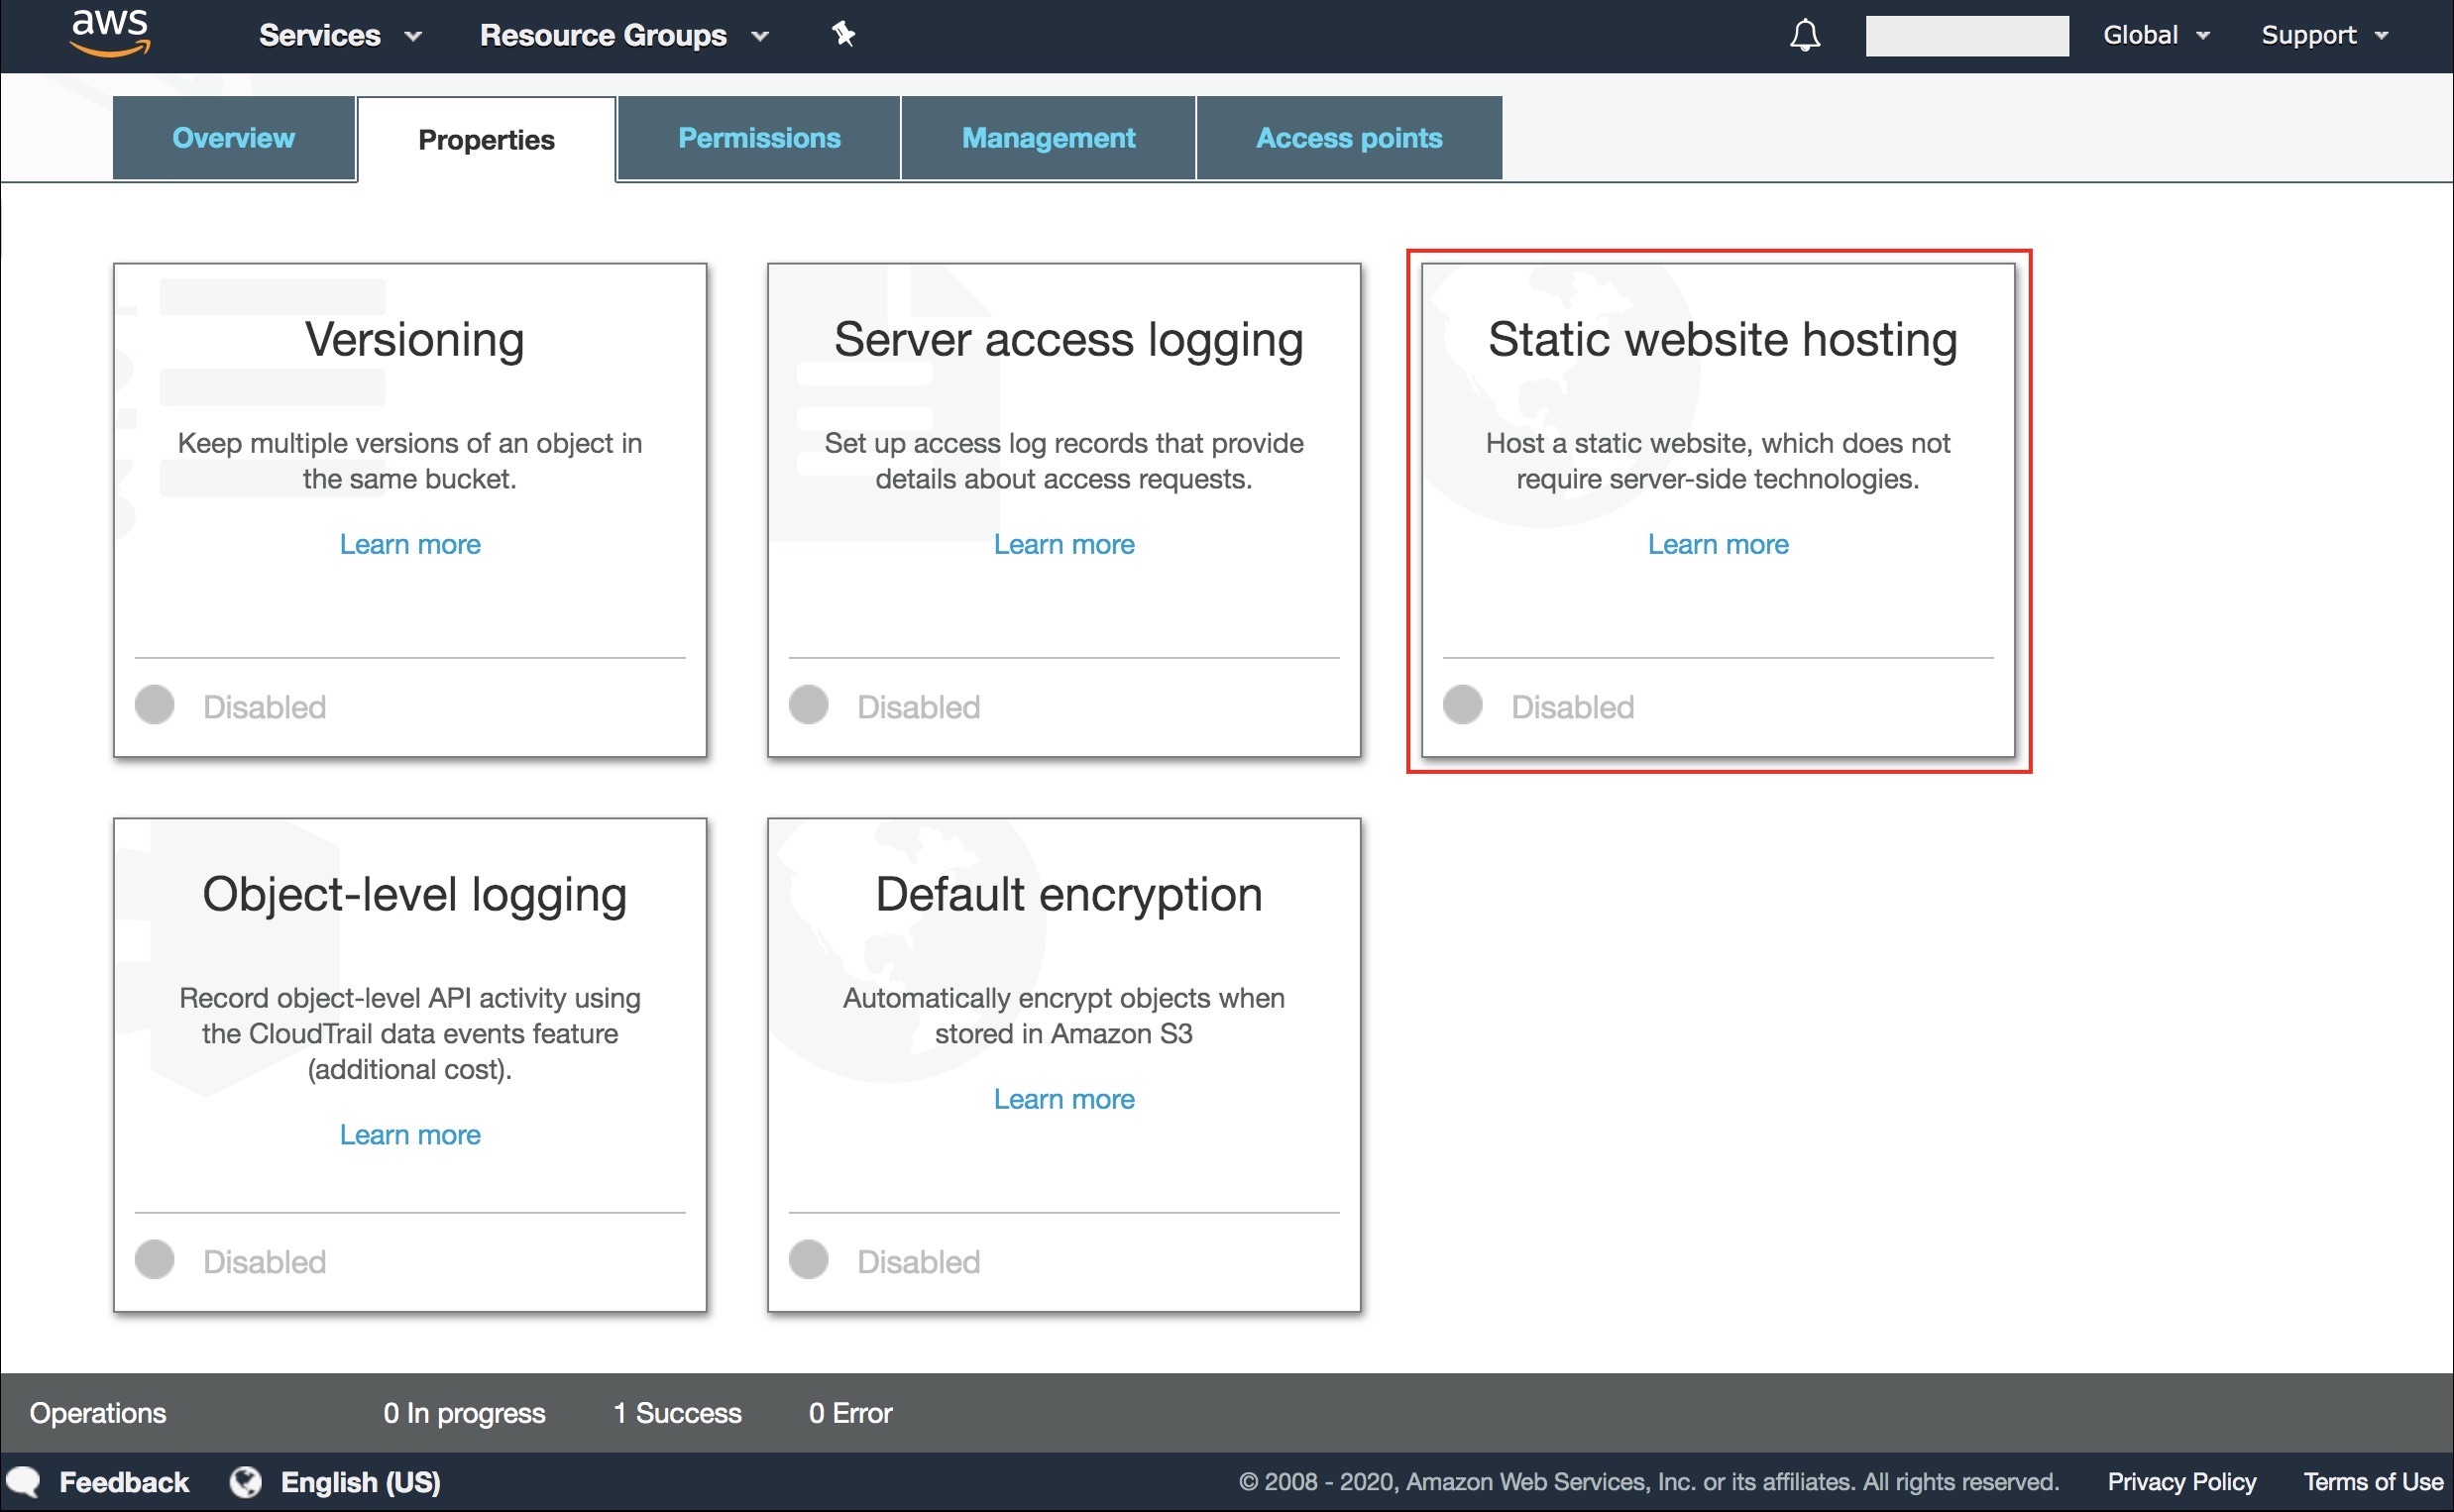 aws
Services
Resource Groups
Global
Support
Overview
Properties
Permissions
Management
Access points
Versioning
Keep multiple versions of an object in
the same bucket.
Learn more
Disabled
Server access logging
Set up access log records that provide
details about access requests.
Learn more
Disabled
Static website hosting
Host a static website, which does not
require server-side technologies.
Learn more
Disabled
Object-level logging
Record object-level API activity using
the CloudTrail data events feature
(additional cost).
Learn more
Disabled
Default encryption
Automatically encrypt objects when
stored in Amazon S3
Learn more
Disabled
Operations
0 In progress
1 Success
0 Error
Feedback
English (US)
© 2008 - 2020, Amazon Web Services, Inc. or its affiliates. All rights reserved.
Privacy Policy
Terms of Use